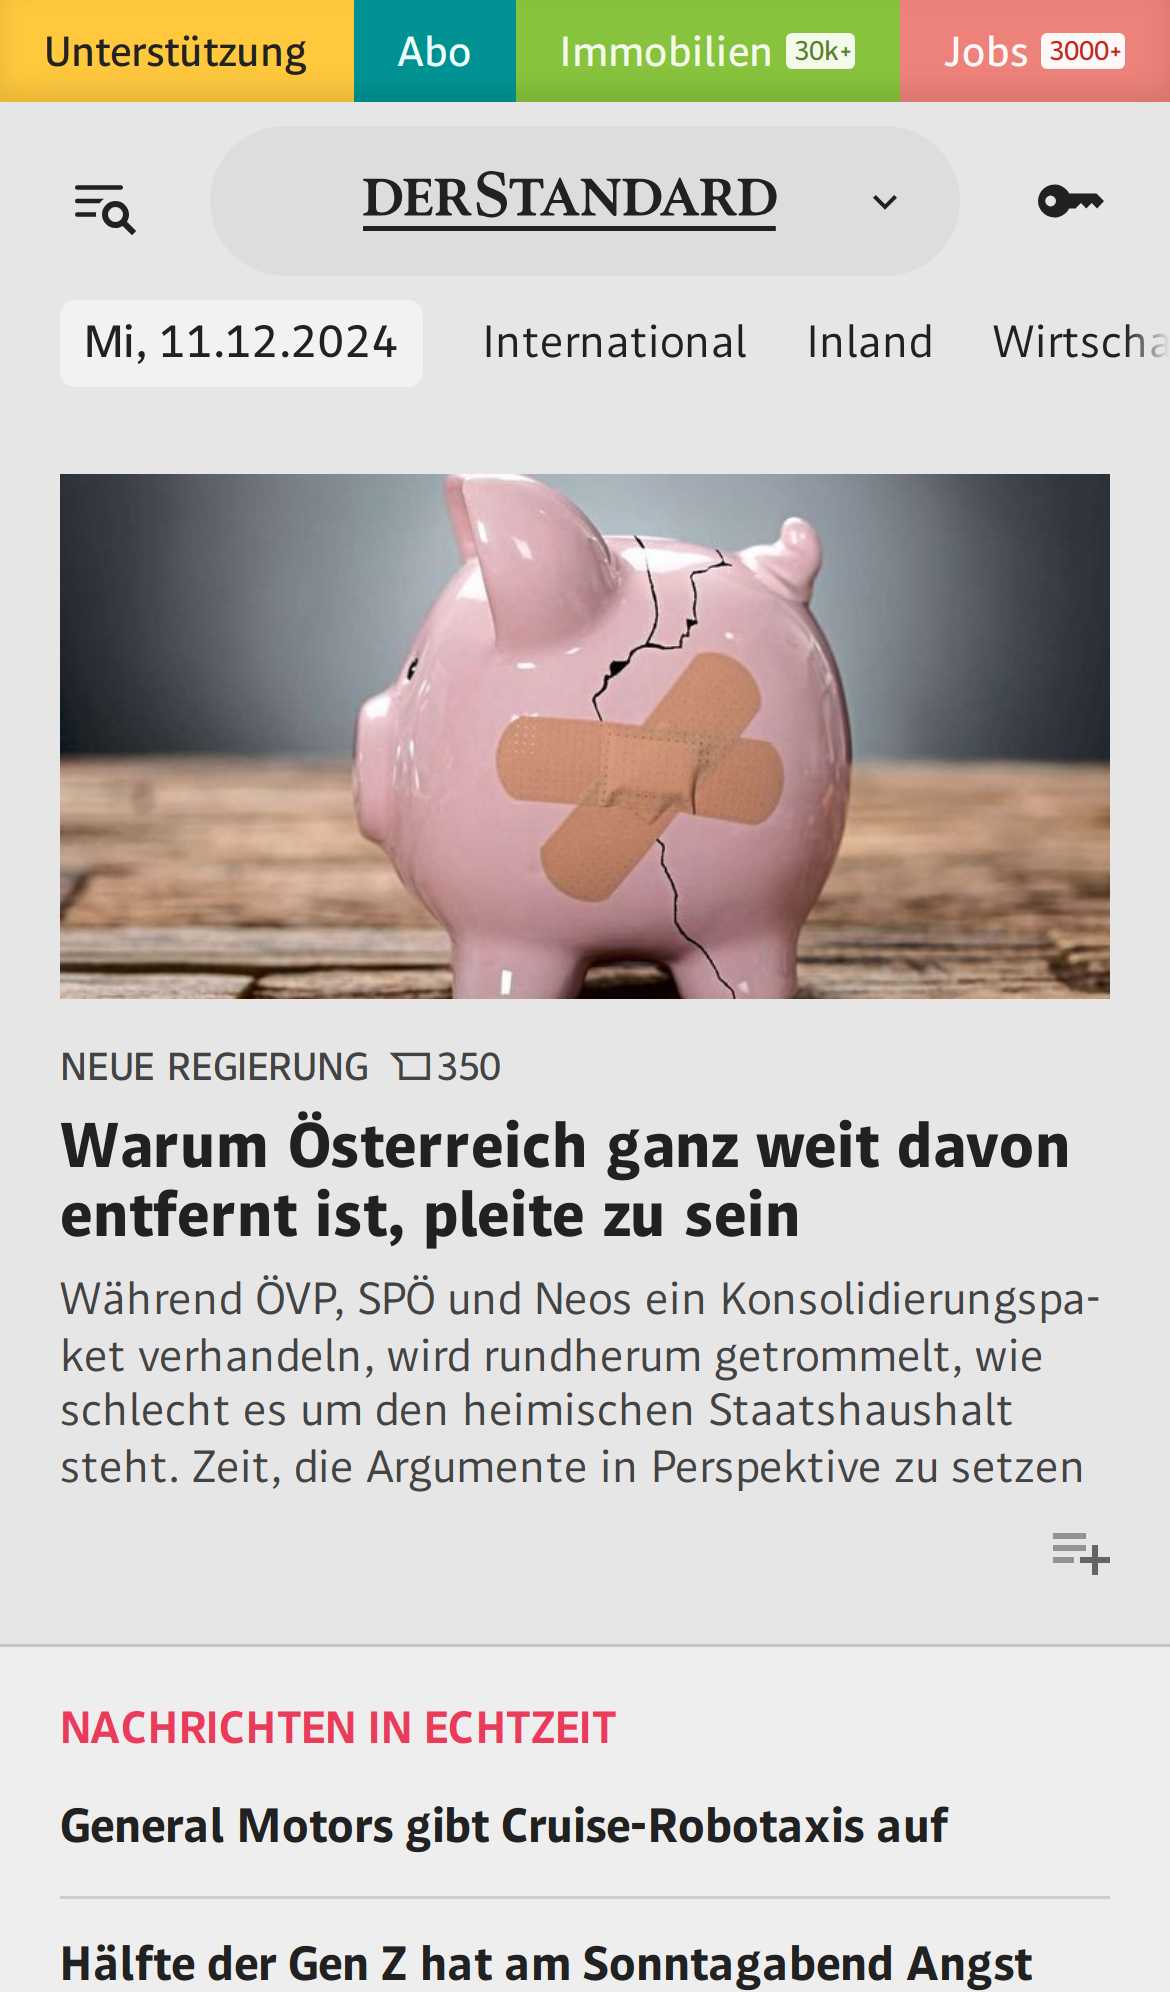 Unterstützung
Abo
Immobilien 30k+
Jobs 3000+
DERSTANDARD
Mi, 11.12.2024
International
Inland
Wirtscha
NEUE REGIERUNG 350
Warum Österreich ganz weit davon
entfernt ist, pleite zu sein
Während ÖVP, SPÖ und Neos ein Konsolidierungspa-
ket verhandeln, wird rundherum getrommelt, wie
schlecht es um den heimischen Staatshaushalt
steht. Zeit, die Argumente in Perspektive zu setzen
NACHRICHTEN IN ECHTZEIT
General Motors gibt Cruise-Robotaxis auf
Hälfte der Gen Z hat am Sonntagabend Angst